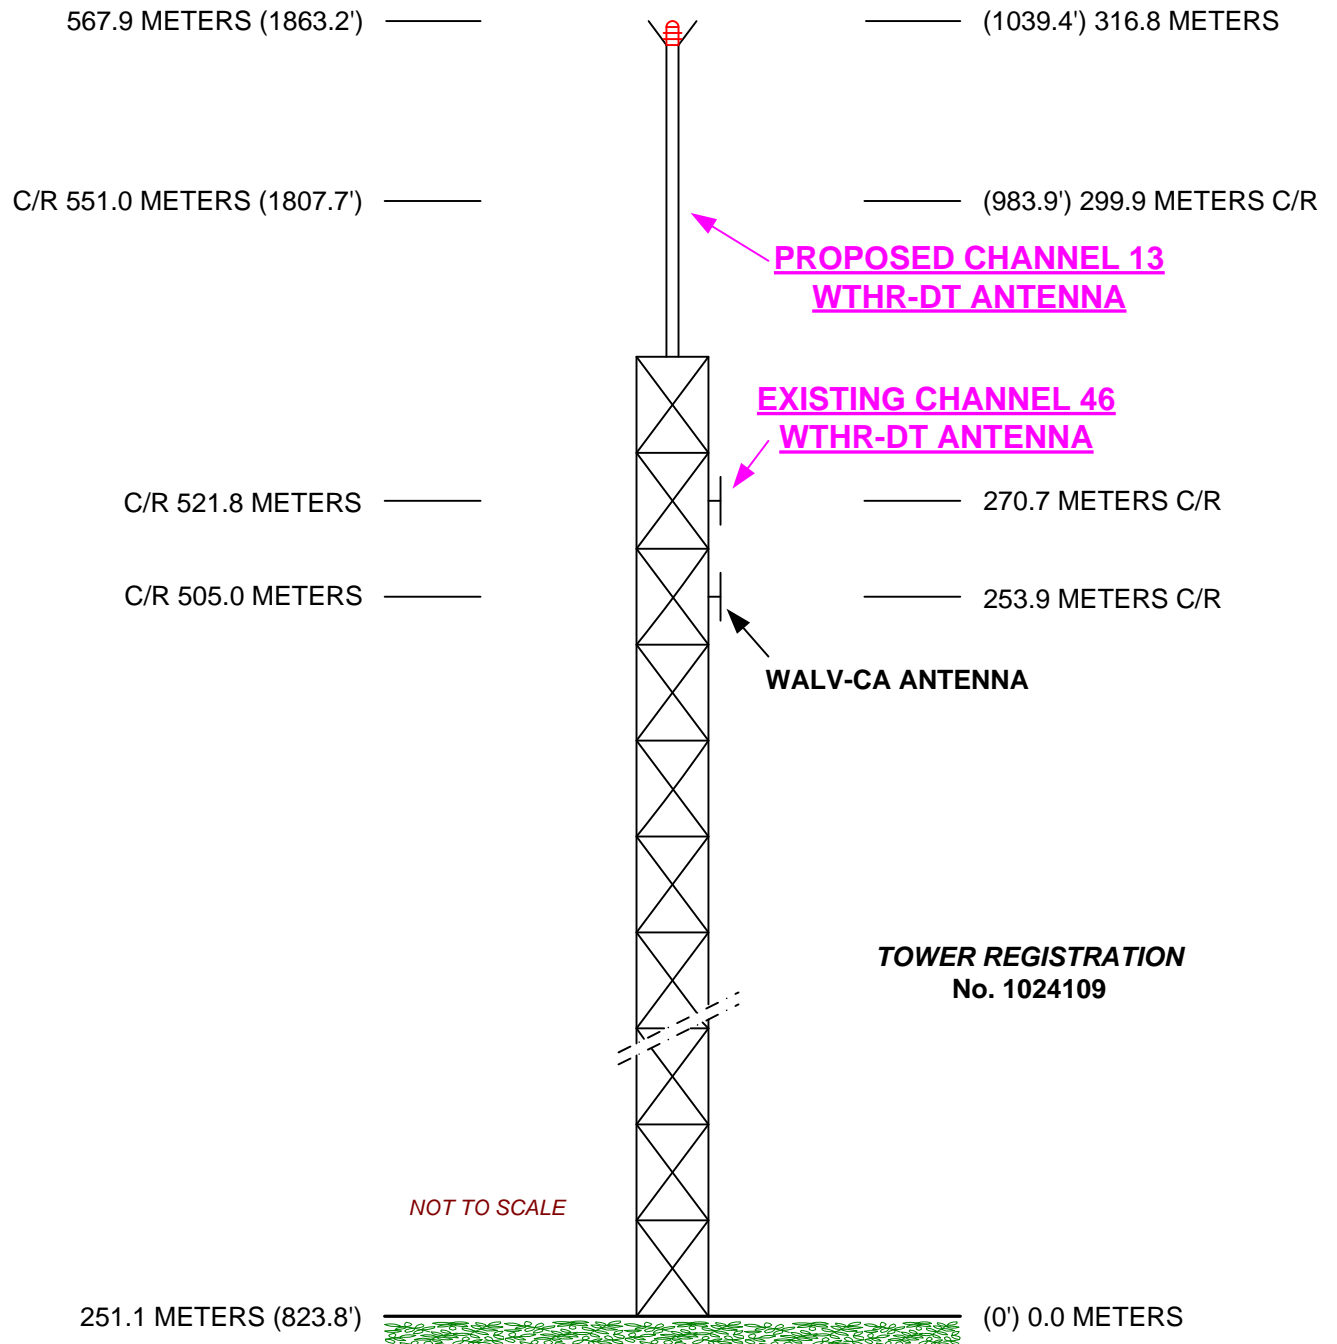 567.9 METERS (1863.2')
(1039.4') 316.8 METERS
C/R 551.0 METERS (1807.7')
(983.9') 299.9 METERS C/R
PROPOSED CHANNEL 13
WTHR-DT ANTENNA
EXISTING CHANNEL 46
WTHR-DT ANTENNA
C/R 521.8 METERS
270.7 METERS C/R
C/R 505.0 METERS
253.9 METERS C/R
WALV-CA ANTENNA
TOWER REGISTRATION
No. 1024109
NOT TO SCALE
251.1 METERS (823.8')
(0') 0.0 METERS